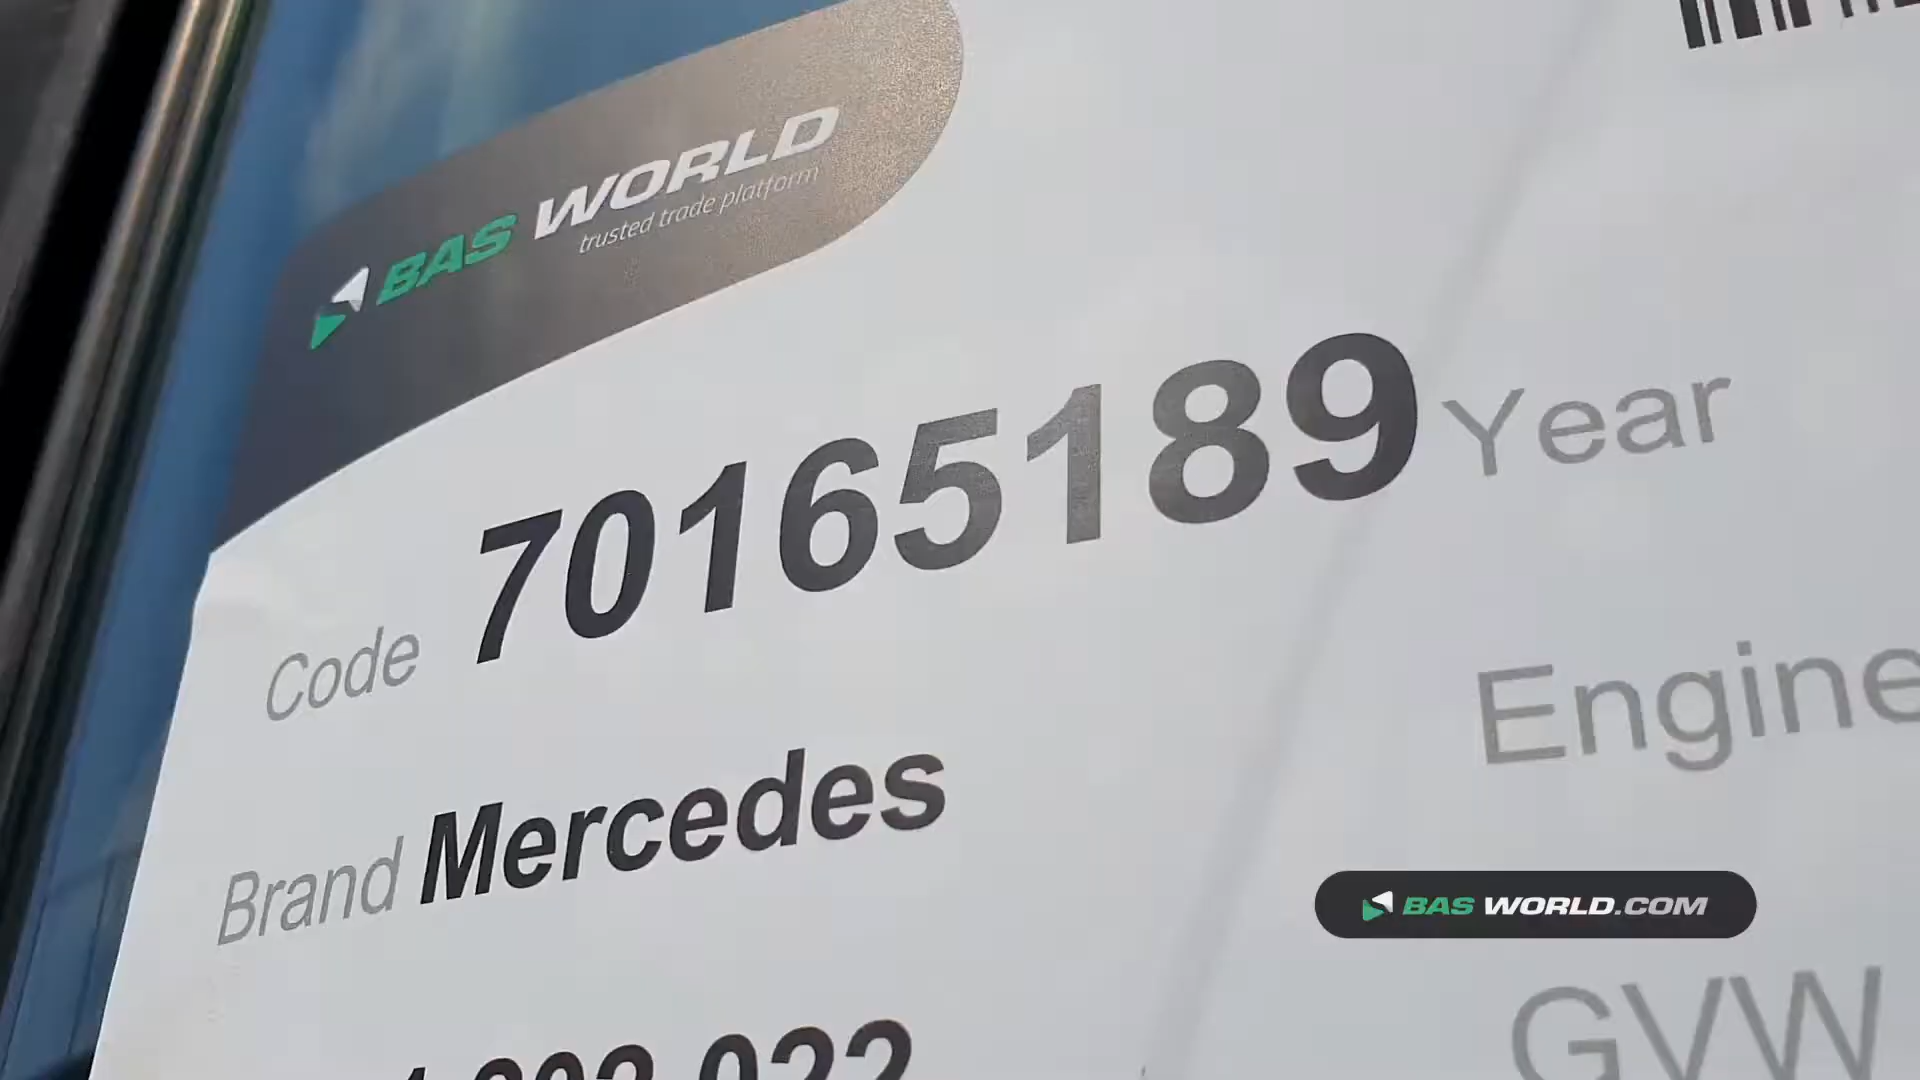 BAS WORLD
trusted trade platform
Code 70165189 Year
Brand Mercedes
Engine
BAS WORLD.COM
GVW